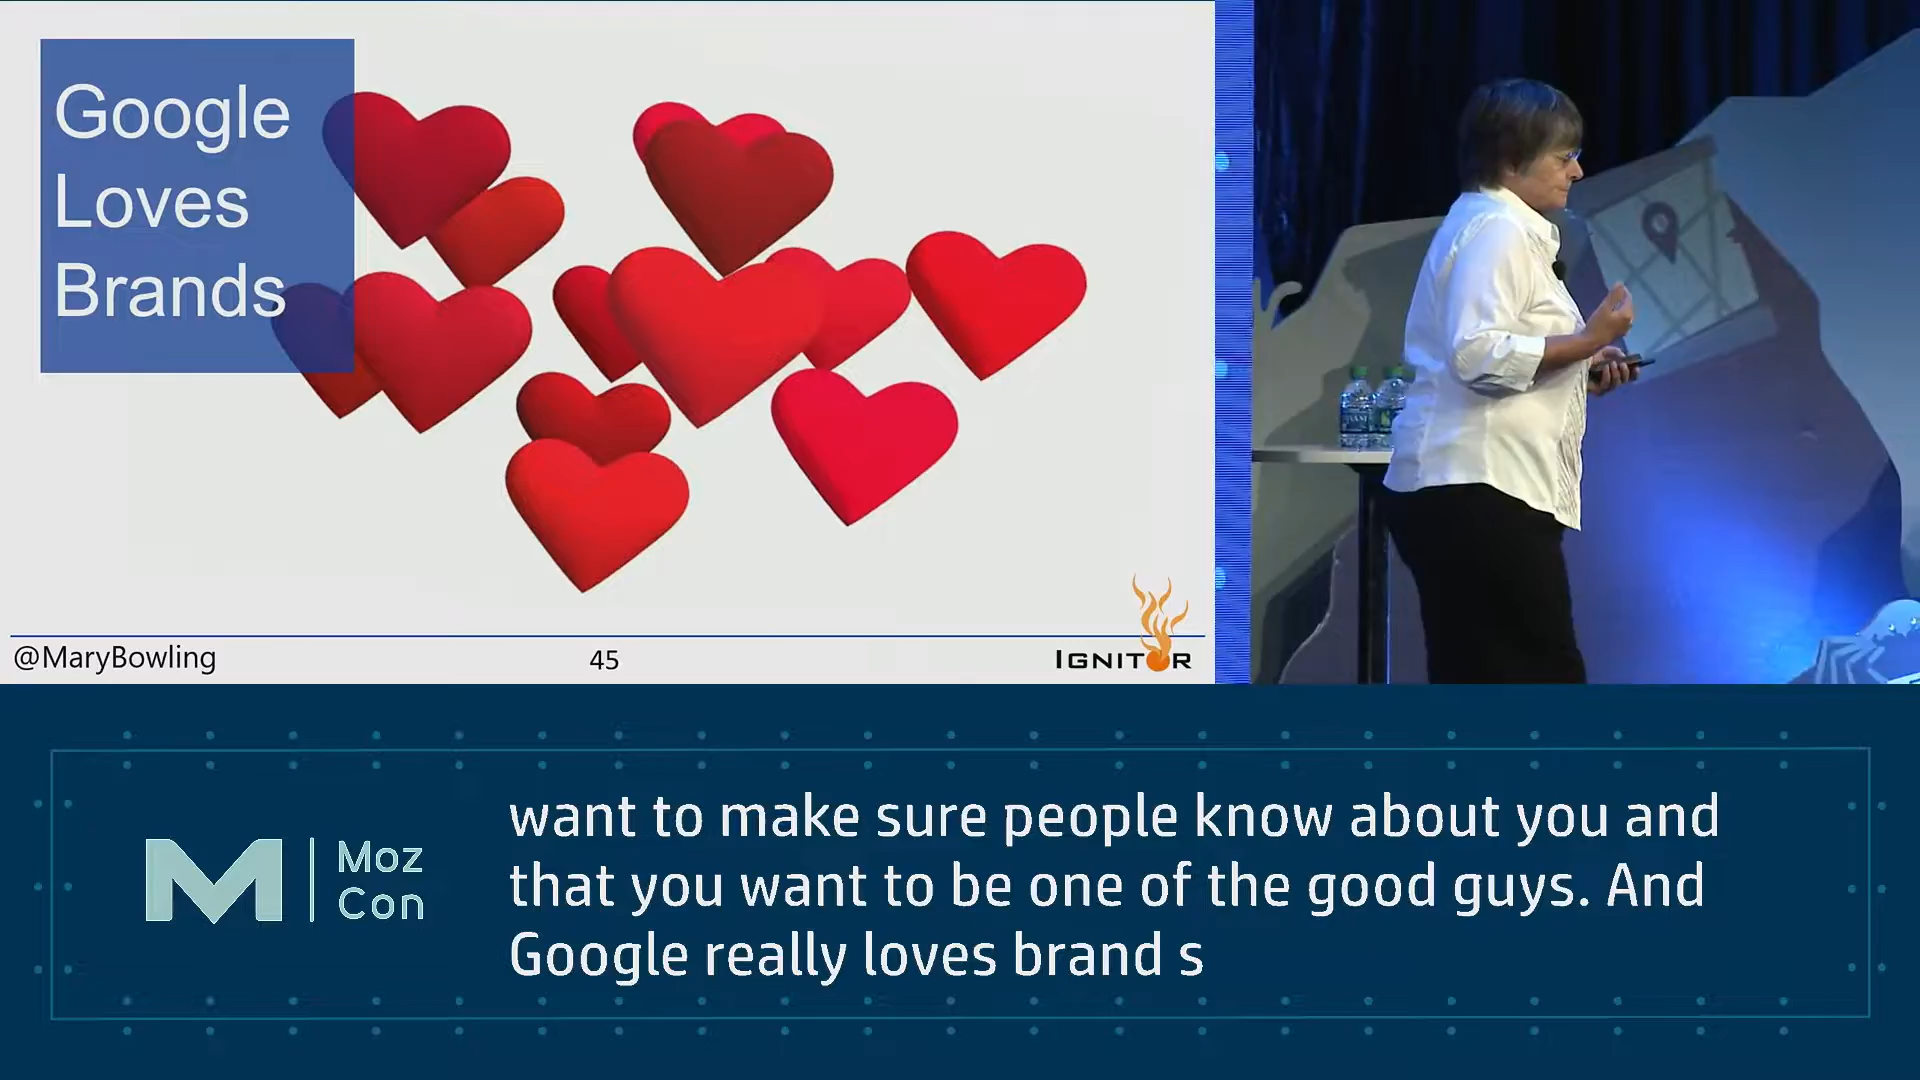 Google
Loves
Brands
@MaryBowling
45
IGNITOR
Moz
Con
want to make sure people know about you and
that you want to be one of the good guys. And
Google really loves brand s